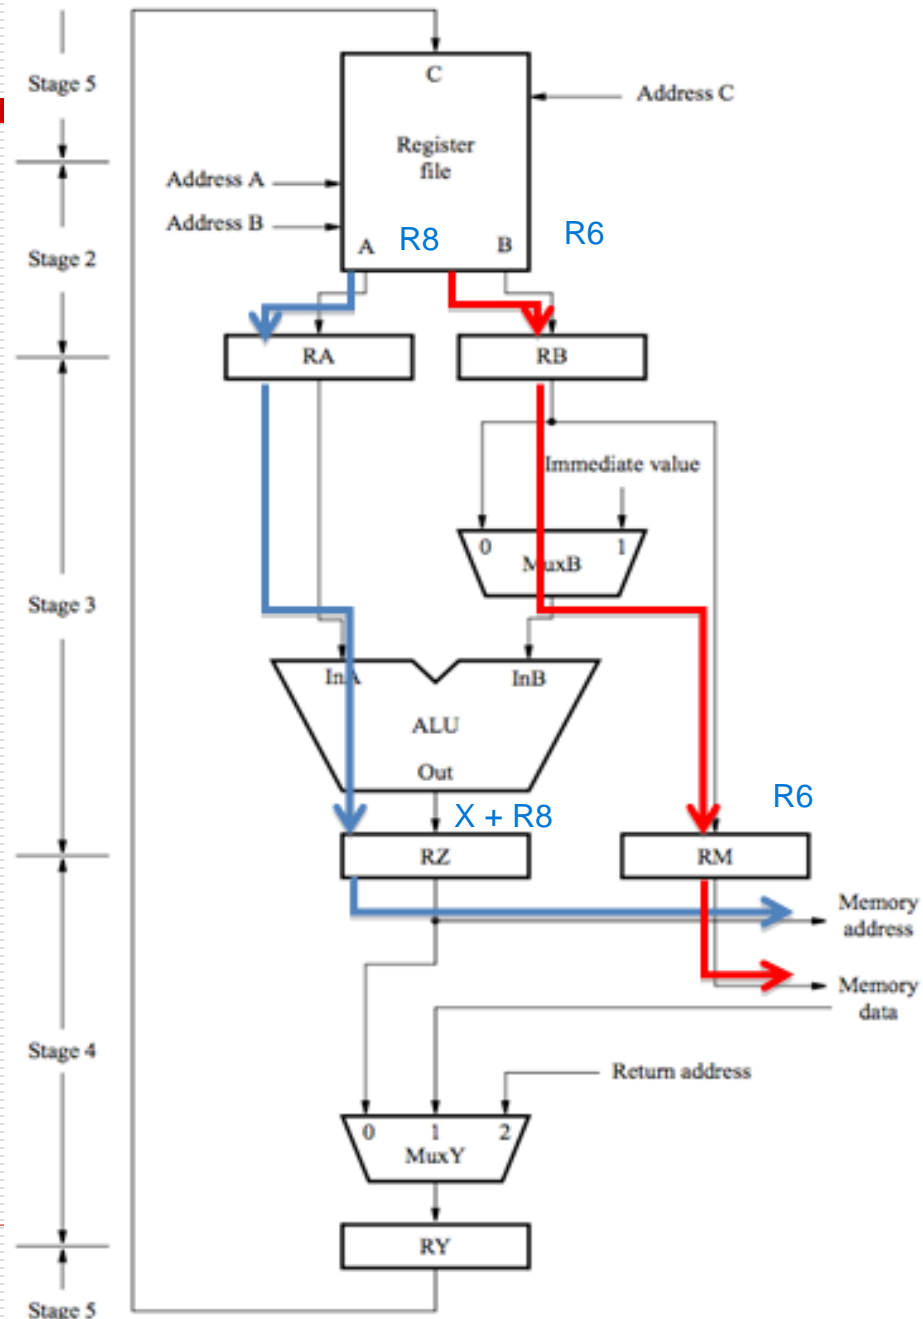 Stage 5
C
Address C
Register
file
Address A
Address B
Stage 2
A
R8
B
R6
RA
RB
Immediate value
0
1
MuxB
Stage 3
InA
InB
ALU
Out
X + R8
R6
RZ
RM
Memory
address
Memory
data
Stage 4
Return address
0
1
2
MuxY
RY
Stage 5